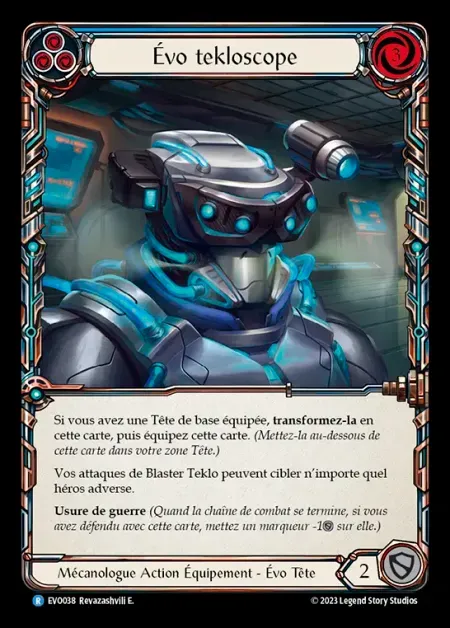 Évo tekloscope
3
Si vous avez une Tête de base équipée, transformez-la en
cette carte, puis équipez cette carte. (Mettez-la au-dessous de
cette carte dans votre zone Tête.)
Vos attaques de Blaster Teklo peuvent cibler n'importe quel
héros adverse.
Usure de guerre (Quand la chaîne de combat se termine, si vous
avez défendu avec cette carte, mettez un marqueur -1 sur elle.)
Mécanologue Action Équipement - Évo Tête
2
R EVO038 Revazashvili E.
© 2023 Legend Story Studios